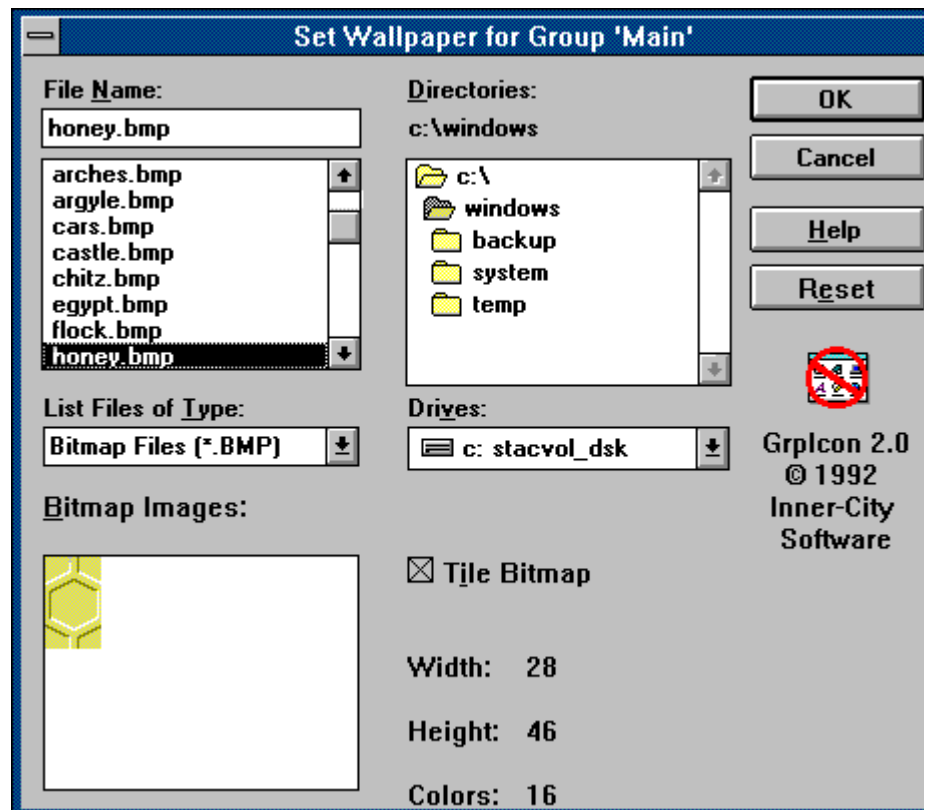 Set Wallpaper for Group 'Main'
File Name:
honey.bmp
arches.bmp
argyle.bmp
cars.bmp
castle.bmp
chitz.bmp
egypt.bmp
flock.bmp
honey.bmp
List Files of Type:
Bitmap Files (*.BMP)
Bitmap Images:
Directories:
c:\windows
c:\
windows
backup
system
temp
Drives:
c: stacvol_dsk
Tile Bitmap
Width: 28
Height: 46
Colors: 16
OK
Cancel
Help
Reset
GrpIcon 2.0
© 1992
Inner-City
Software